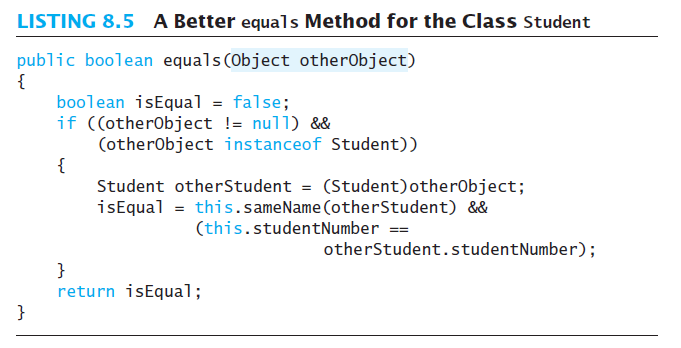 LISTING 8.5 A Better equals Method for the Class Student
public boolean equals(Object otherObject)
{
    boolean isEqual = false;
    if ((otherObject != null) &&
        (otherObject instanceof Student))
    {
        Student otherStudent = (Student)otherObject;
        isEqual = this.sameName(otherStudent) &&
                  (this.studentNumber ==
                              otherStudent.studentNumber);
    }
    return isEqual;
}